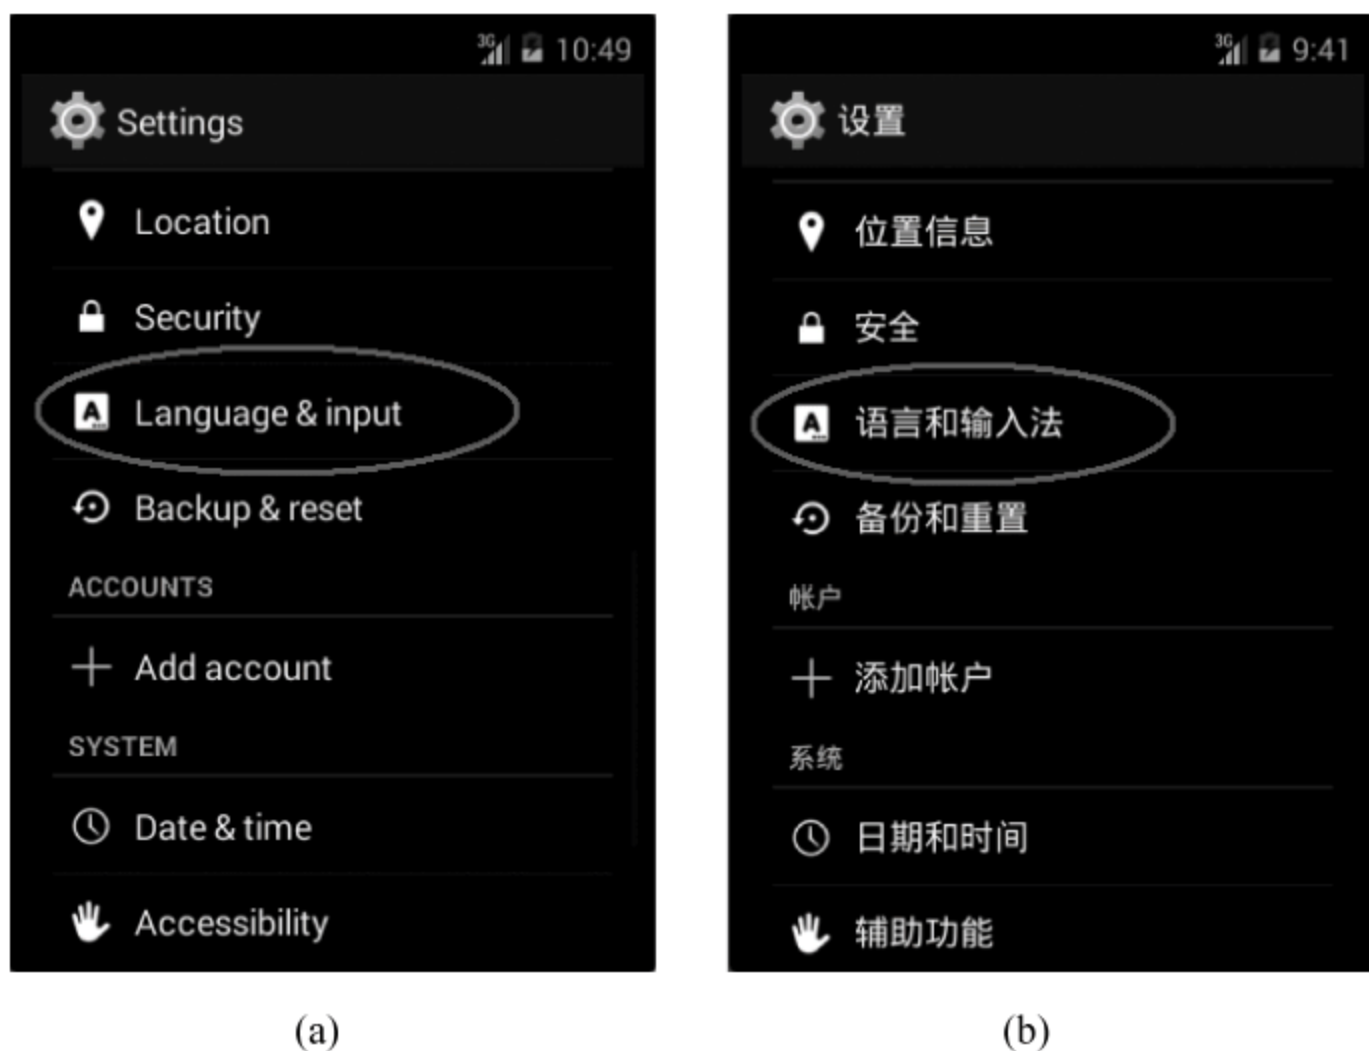 3G 10:49
Settings
Location
Security
Language & input
Backup & reset
ACCOUNTS
Add account
SYSTEM
Date & time
Accessibility
(a)
3G 9:41
设置
位置信息
安全
语言和输入法
备份和重置
帐户
添加帐户
系统
日期和时间
辅助功能
(b)